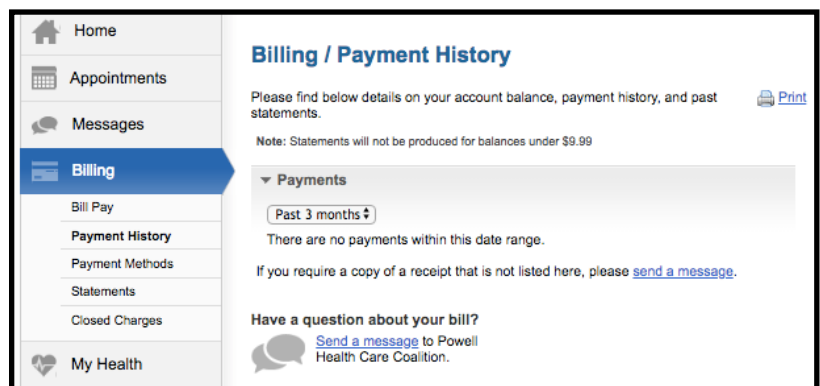 Home
Appointments
Messages
Billing
Bill Pay
Payment History
Payment Methods
Statements
Closed Charges
My Health
Billing / Payment History
Please find below details on your account balance, payment history, and past
statements.
Print
Note: Statements will not be produced for balances under $9.99
Payments
Past 3 months
There are no payments within this date range.
If you require a copy of a receipt that is not listed here, please send a message.
Have a question about your bill?
Send a message to Powell
Health Care Coalition.